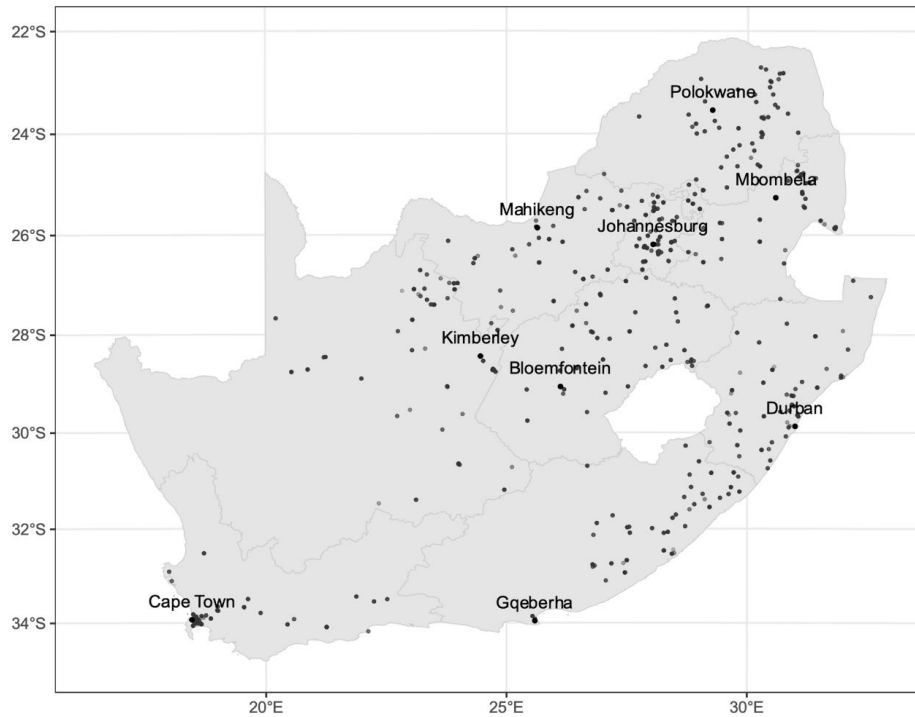 22°S
Polokwane
24°S
Mbombela
Mahikeng
Johannesburg
26°S
28°S
Kimberley
Bloemfontein
Durban
30°S
32°S
Cape Town
Gqeberha
34°S
20°E
25°E
30°E